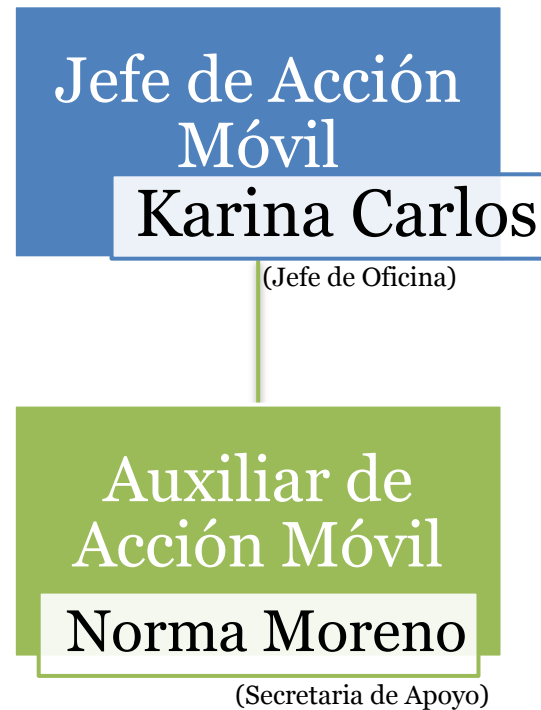 Jefe de Acción
Móvil
Karina Carlos
(Jefe de Oficina)
Auxiliar de
Acción Móvil
Norma Moreno
(Secretaria de Apoyo)